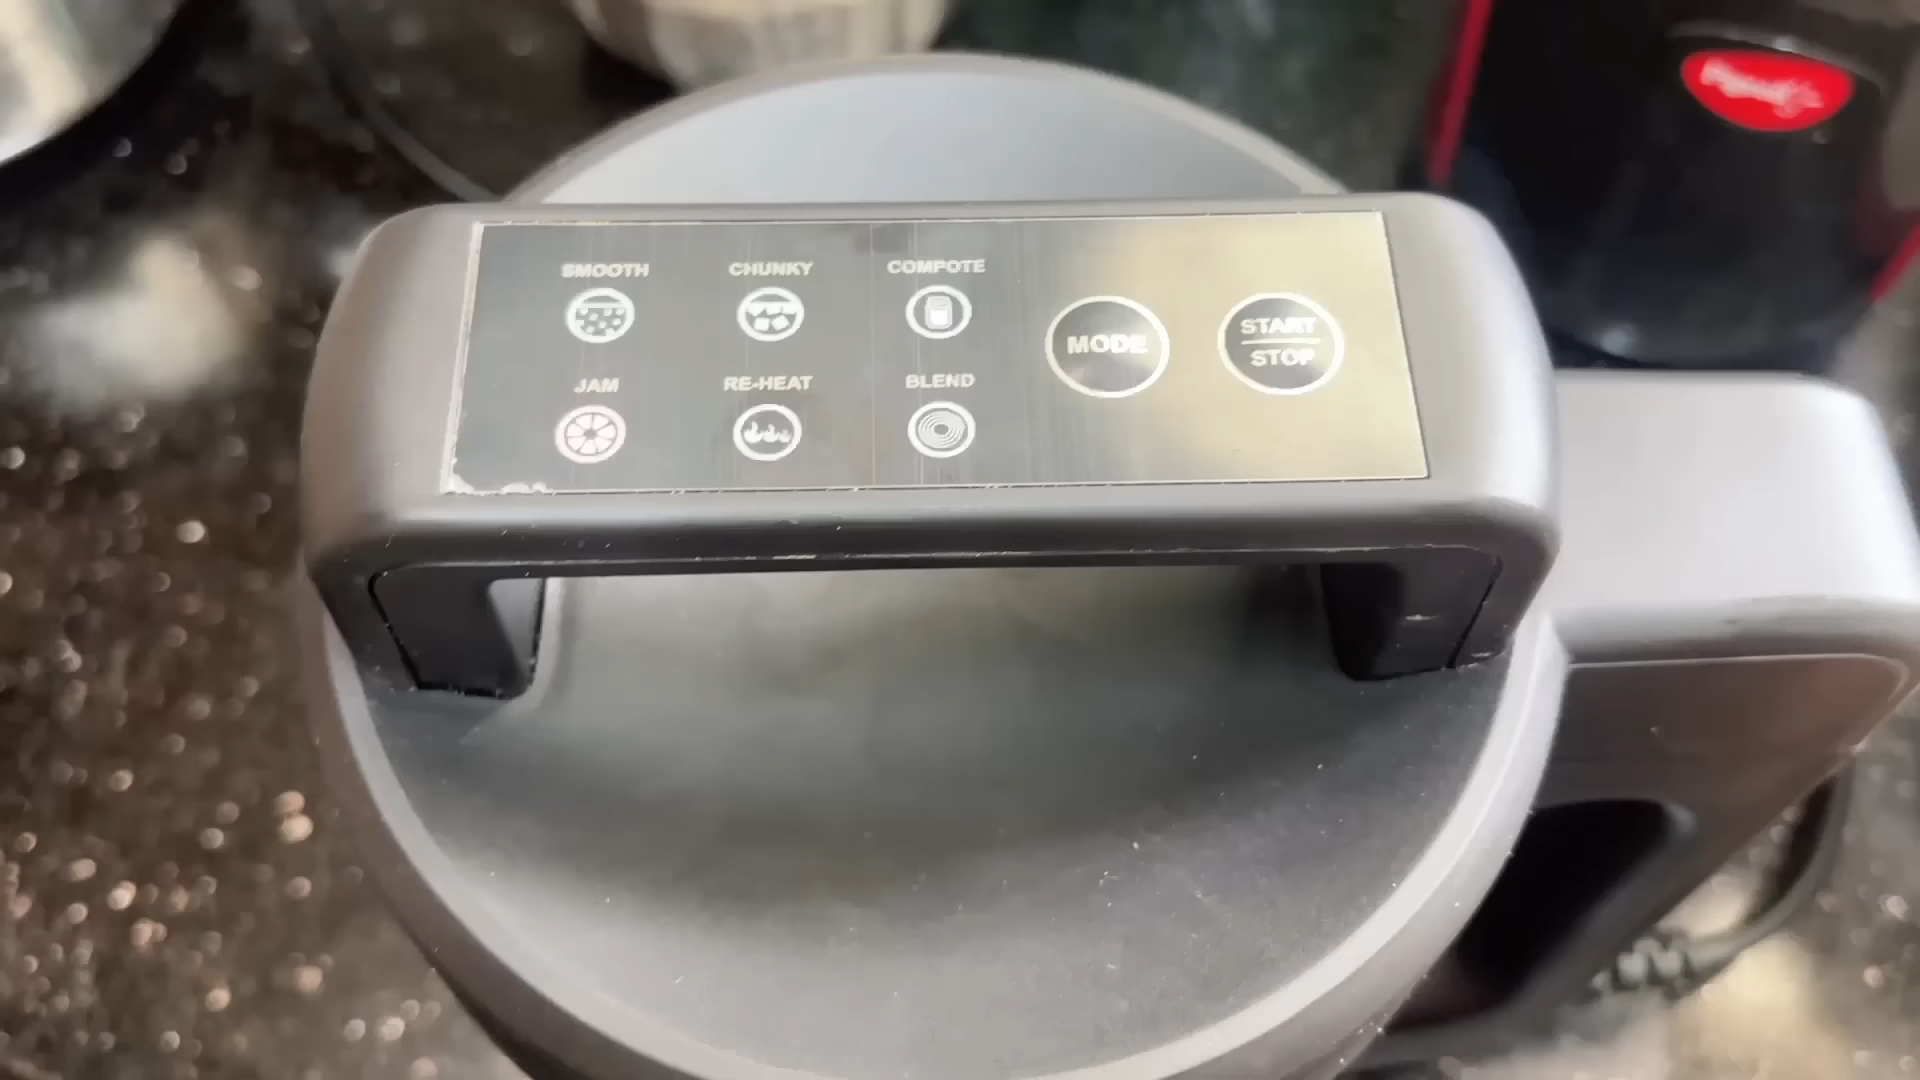 SMOOTH
CHUNKY
COMPOTE
MODE
START
STOP
JAM
RE-HEAT
BLEND